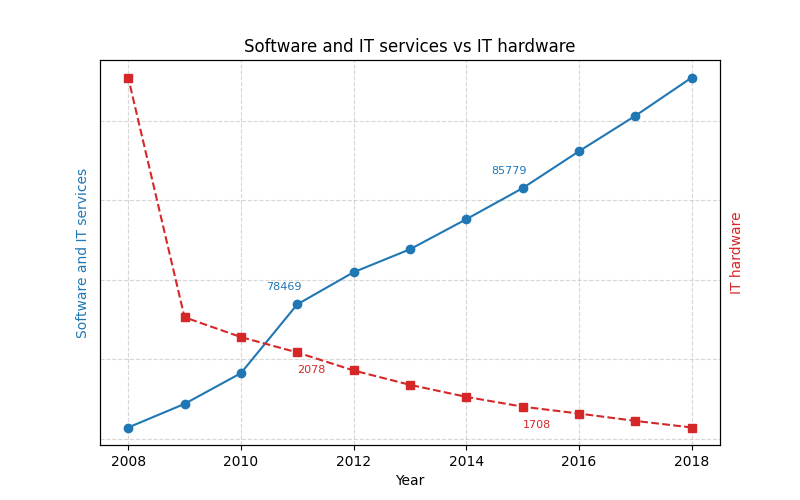 Software and IT services vs IT hardware
Software and IT services
IT hardware
85779
78469
2078
1708
2008 2010 2012 2014 2016 2018
Year